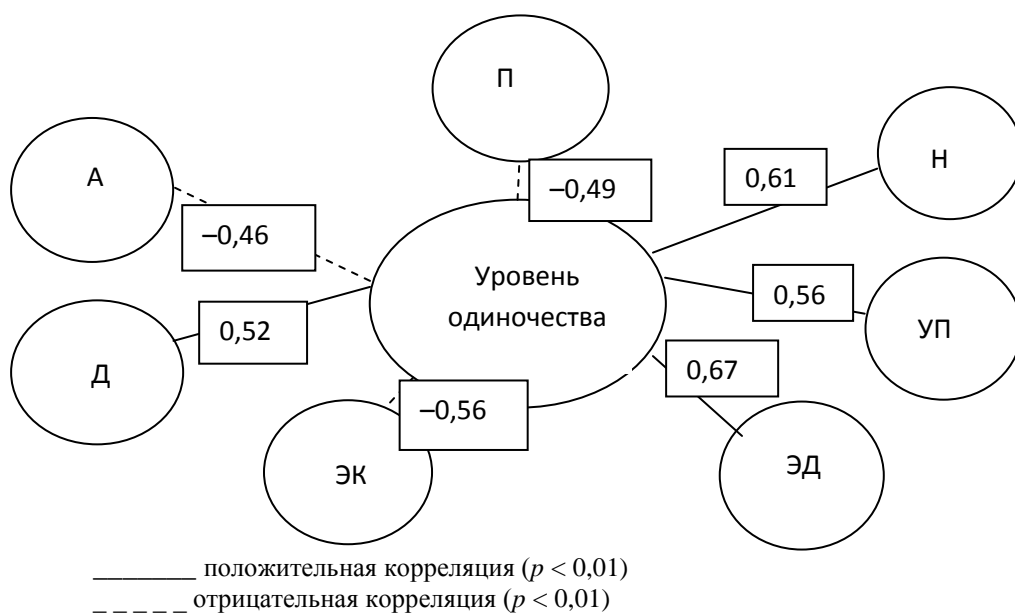 П
Н
А
0,61
–0,49
–0,46
Уровень
одиночества
0,56
УП
0,52
Д
0,67
–0,56
ЭК
ЭД
_______ положительная корреляция (p < 0,01)
_ _ _ _ _ отрицательная корреляция (p < 0,01)